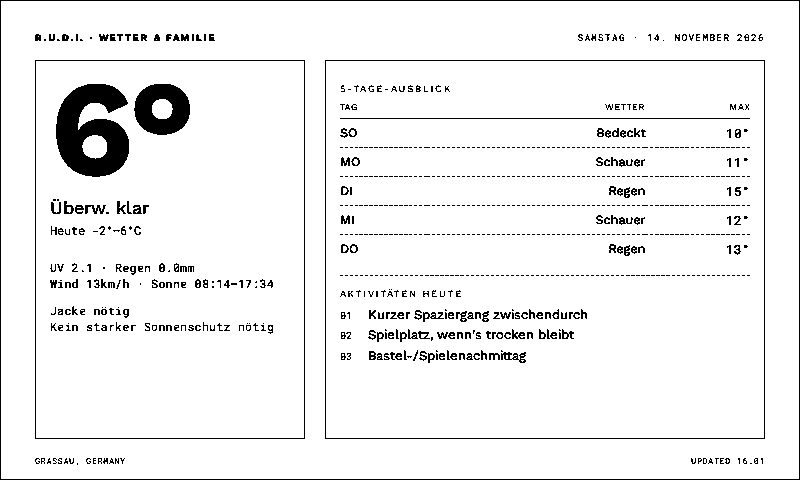 R.U.D.I. · WETTER & FAMILIE
SAMSTAG · 14. NOVEMBER 2026
6°
Überw. klar
Heute -2°–6°C
UV 2.1 · Regen 0.0mm
Wind 13km/h · Sonne 08:14–17:34
Jacke nötig
Kein starker Sonnenschutz nötig
5-TAGE-AUSBLICK
TAG WETTER MAX
SO Bedeckt 10°
MO Schauer 11°
DI Regen 15°
MI Schauer 12°
DO Regen 13°
AKTIVITÄTEN HEUTE
01 Kurzer Spaziergang zwischendurch
02 Spielplatz, wenn's trocken bleibt
03 Bastel-/Spielenachmittag
GRASSAU, GERMANY
UPDATED 16.01